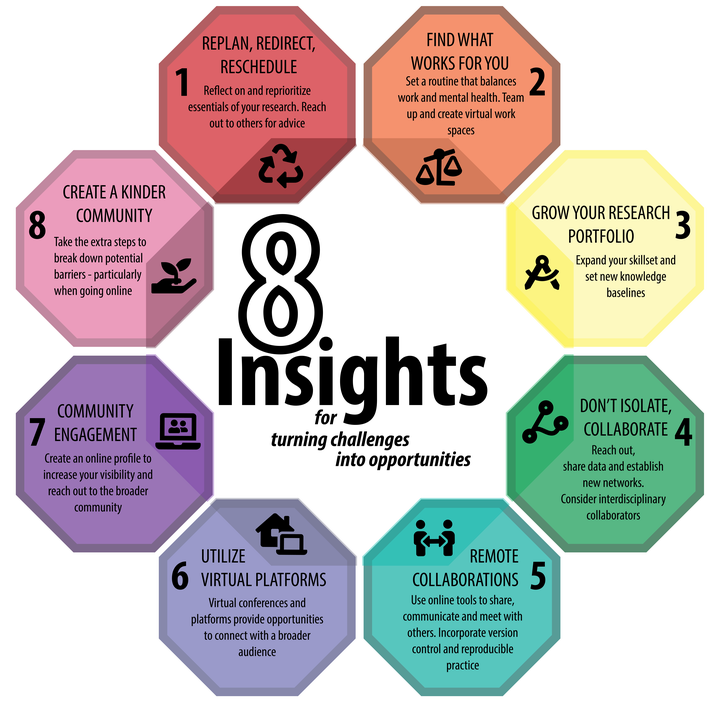 8
Insights
for
turning challenges
into opportunities
1
REPLAN, REDIRECT,
RESCHEDULE
Reflect on and reprioritize
essentials of your research. Reach
out to others for advice
2
FIND WHAT
WORKS FOR YOU
Set a routine that balances
work and mental health. Team
up and create virtual work
spaces
3
GROW YOUR RESEARCH
PORTFOLIO
Expand your skillset and
set new knowledge
baselines
4
DON'T ISOLATE,
COLLABORATE
Reach out,
share data and establish
new networks.
Consider interdisciplinary
collaborators
5
REMOTE
COLLABORATIONS
Use online tools to share,
communicate and meet with
others. Incorporate version
control and reproducible
practice
6
UTILIZE
VIRTUAL PLATFORMS
Virtual conferences and
platforms provide opportunities
to connect with a broader
audience
7
COMMUNITY
ENGAGEMENT
Create an online profile to
increase your visibility and
reach out to the broader
community
8
CREATE A KINDER
COMMUNITY
Take the extra steps to
break down potential
barriers - particularly
when going online